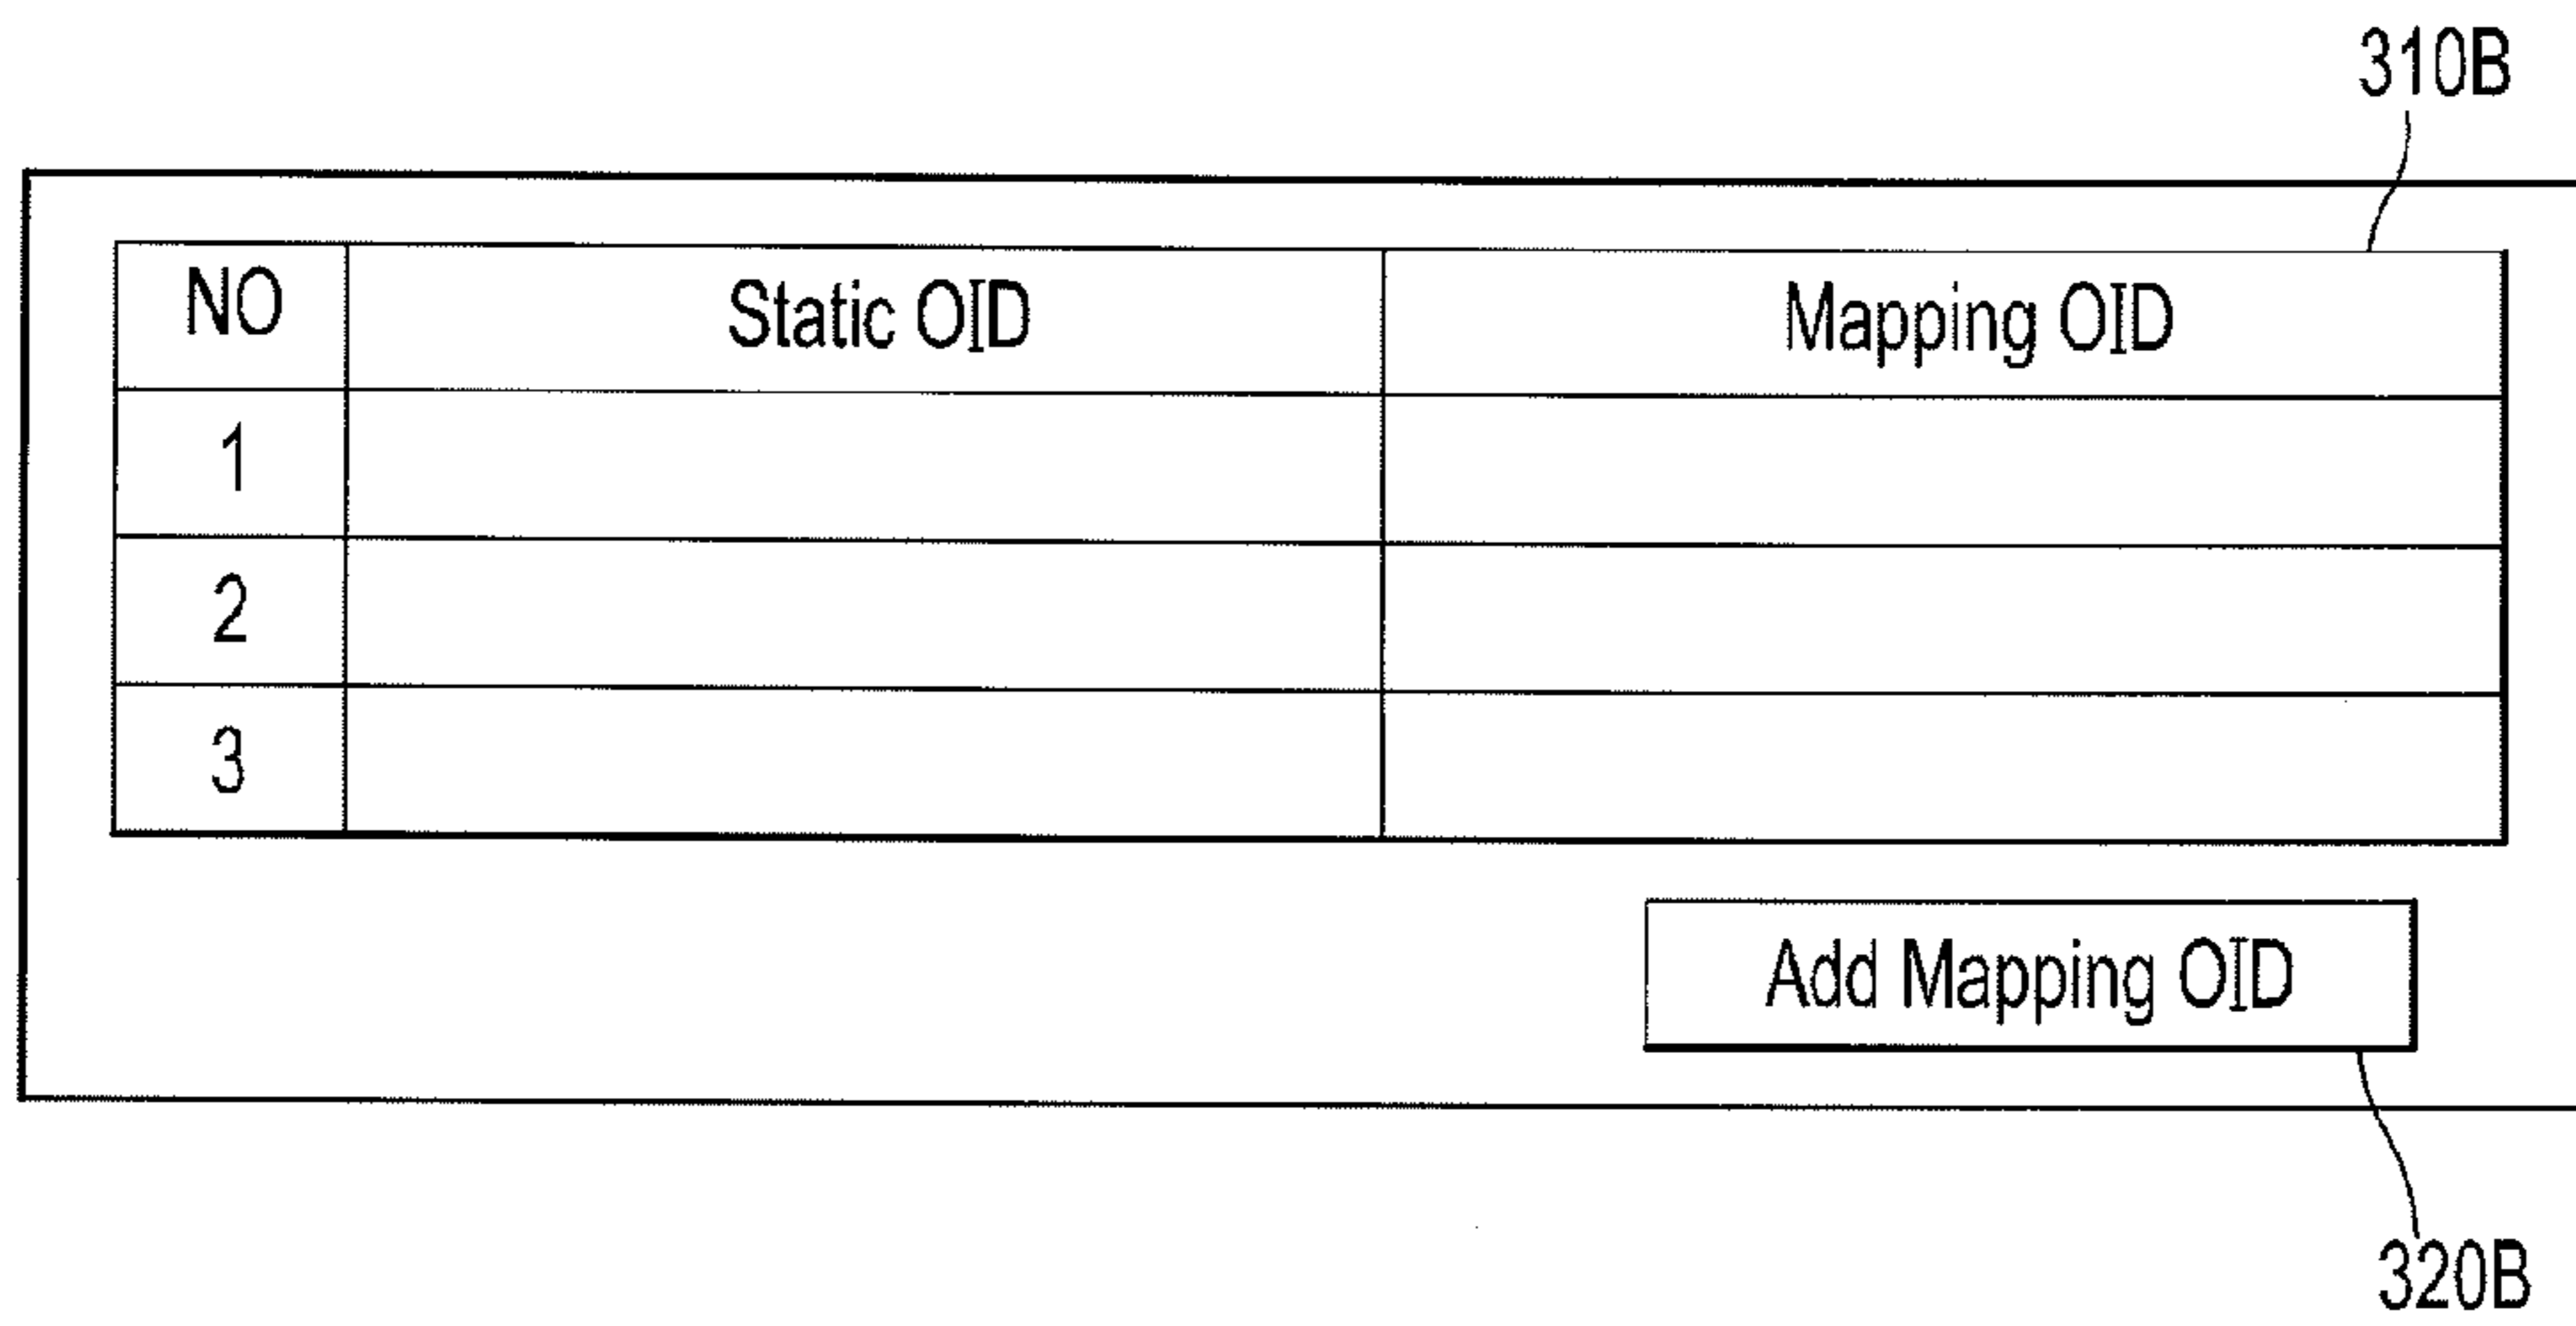 310B
NO Static OID Mapping OID
1
2
3
Add Mapping OID
320B